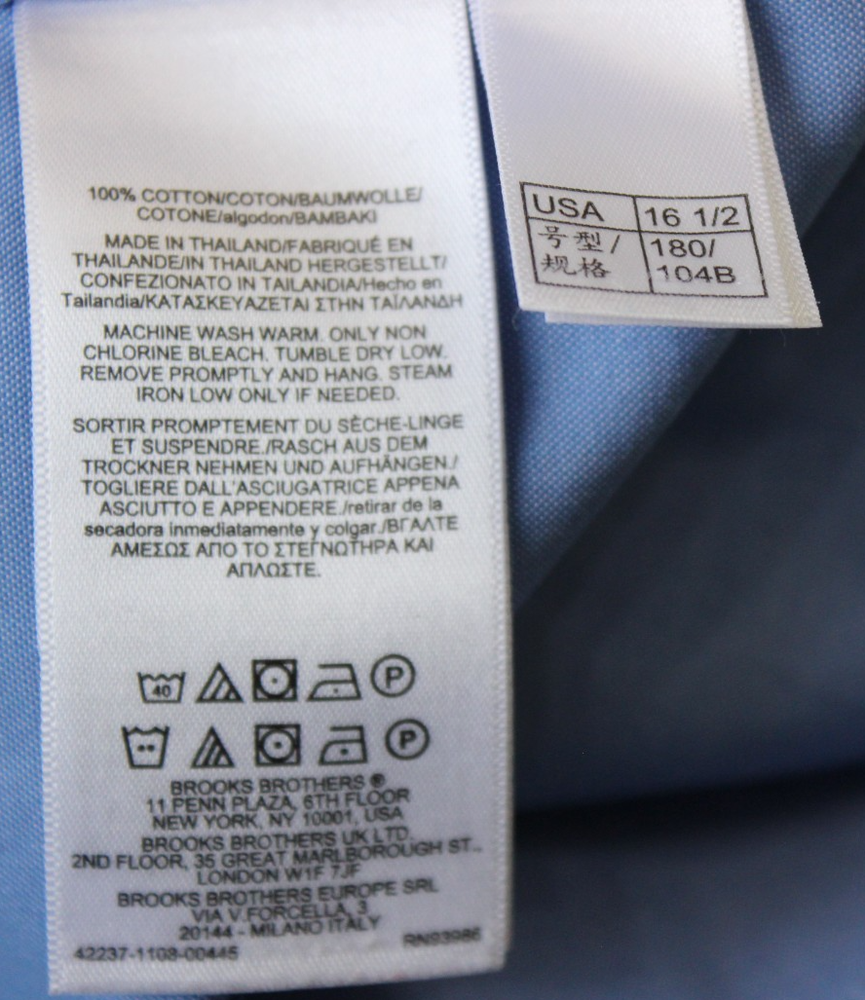 100% COTTON/COTON/BAUMWOLLE/
COTONE/algodon/BAMBAKI
MADE IN THAILAND/FABRIQUÉ EN
THAILANDE/IN THAILAND HERGESTELLT/
CONFEZIONATO IN TAILANDIA/Hecho en
Tailandia/ΚΑΤΑΣΚΕΥΑΖΕΤΑΙ ΣΤΗΝ ΤΑΪΛΑΝΔΗ
MACHINE WASH WARM. ONLY NON
CHLORINE BLEACH. TUMBLE DRY LOW.
REMOVE PROMPTLY AND HANG. STEAM
IRON LOW ONLY IF NEEDED.
SORTIR PROMPTEMENT DU SÈCHE-LINGE
ET SUSPENDRE./RASCH AUS DEM
TROCKNER NEHMEN UND AUFHÄNGEN./
TOGLIERE DALL'ASCIUGATRICE APPENA
ASCIUTTO E APPENDERE./retirar de la
secadora inmediatamente y colgar./ΒΓΑΛΤΕ
ΑΜΕΣΩΣ ΑΠΟ ΤΟ ΣΤΕΓΝΩΤΗΡΑ ΚΑΙ
ΑΠΛΩΣΤΕ.
40 P
P
BROOKS BROTHERS ®
11 PENN PLAZA, 6TH FLOOR
NEW YORK, NY 10001, USA
BROOKS BROTHERS UK LTD.
2ND FLOOR, 35 GREAT MARLBOROUGH ST..
LONDON W1F 7JF
BROOKS BROTHERS EUROPE SRL
VIA V.FORCELLA, 3
20144 - MILANO ITALY
RN93986
42237-1108-00445
USA 16 1/2
号型/ 180/
规格 104B